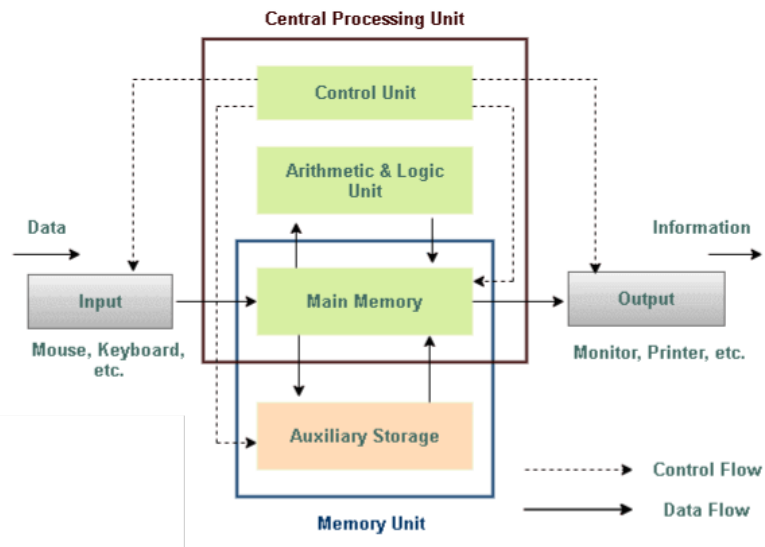 Central Processing Unit
Control Unit
Arithmetic & Logic
Unit
Data
Information
Input
Main Memory
Output
Mouse, Keyboard,
etc.
Monitor, Printer, etc.
Auxiliary Storage
Control Flow
Data Flow
Memory Unit